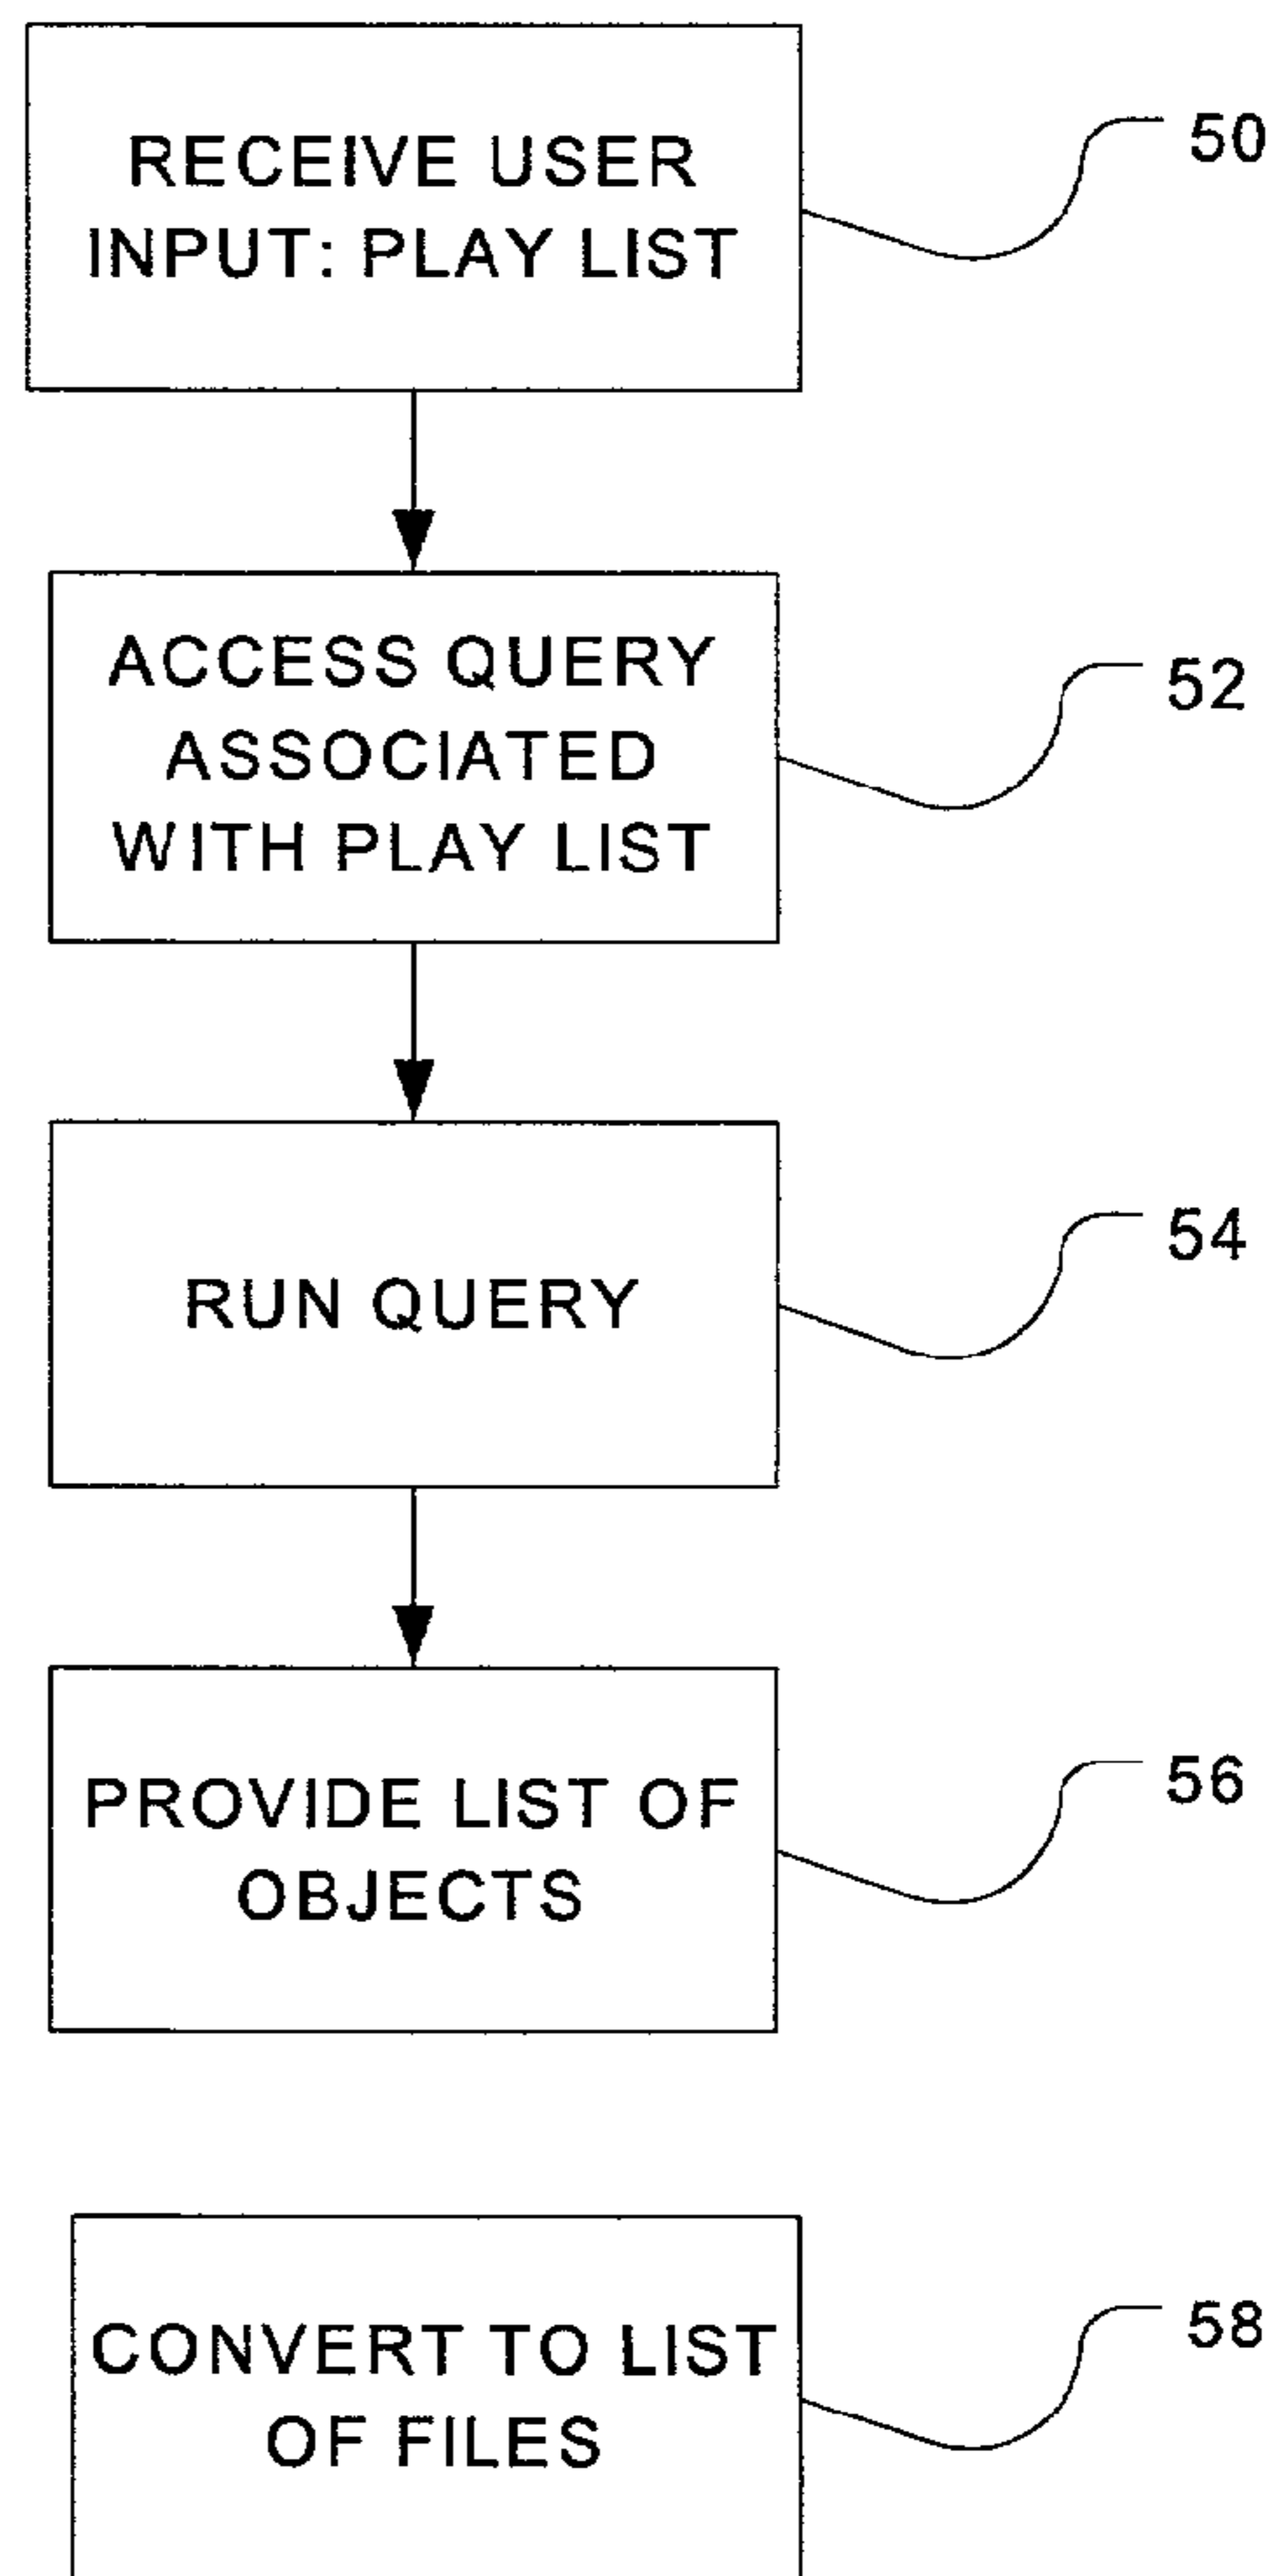 RECEIVE USER
INPUT: PLAY LIST
50
ACCESS QUERY
ASSOCIATED
WITH PLAY LIST
52
RUN QUERY
54
PROVIDE LIST OF
OBJECTS
56
CONVERT TO LIST
OF FILES
58